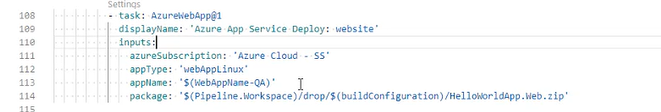 Settings
108 - task: AzureWebApp@1
109 displayName: 'Azure App Service Deploy: website'
110 inputs:
111 azureSubscription: 'Azure Cloud - SS'
112 appType: 'webAppLinux'
113 appName: '$(WebAppName-QA)'
114 package: '$(Pipeline.Workspace)/drop/$(buildConfiguration)/HelloWorldApp.Web.zip'
115